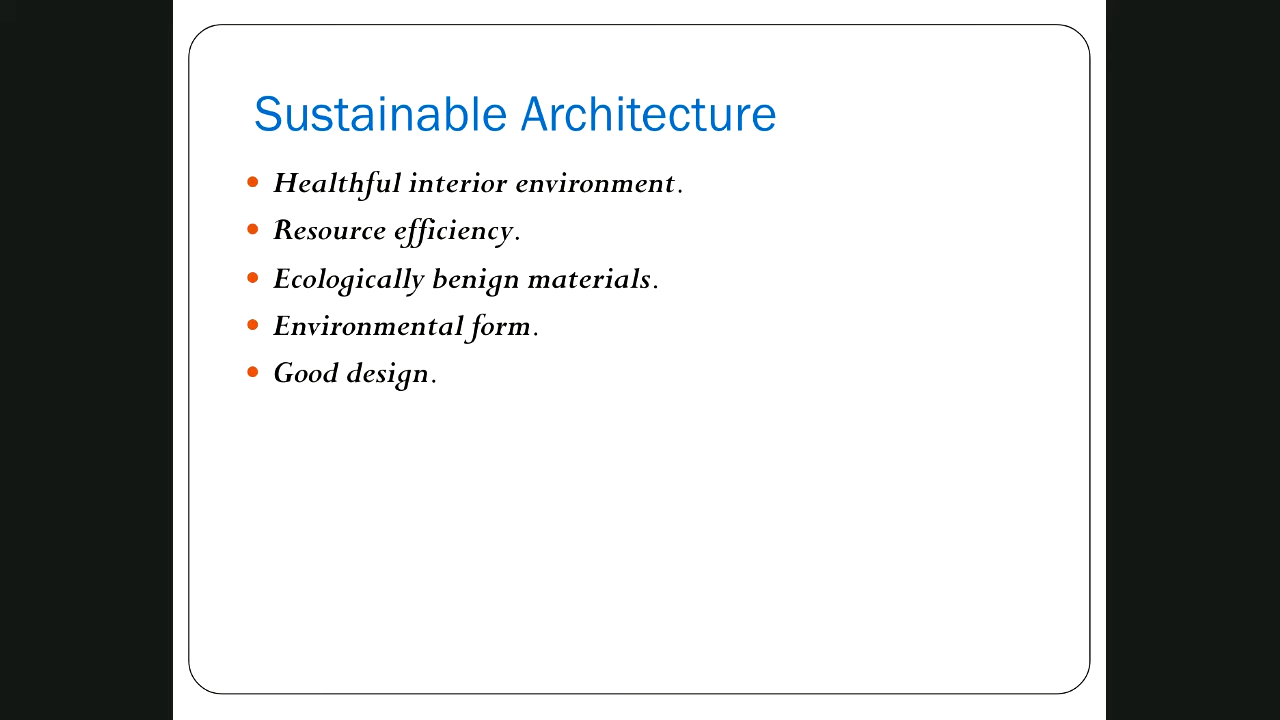 Sustainable Architecture
• Healthful interior environment.
• Resource efficiency.
• Ecologically benign materials.
• Environmental form.
• Good design.